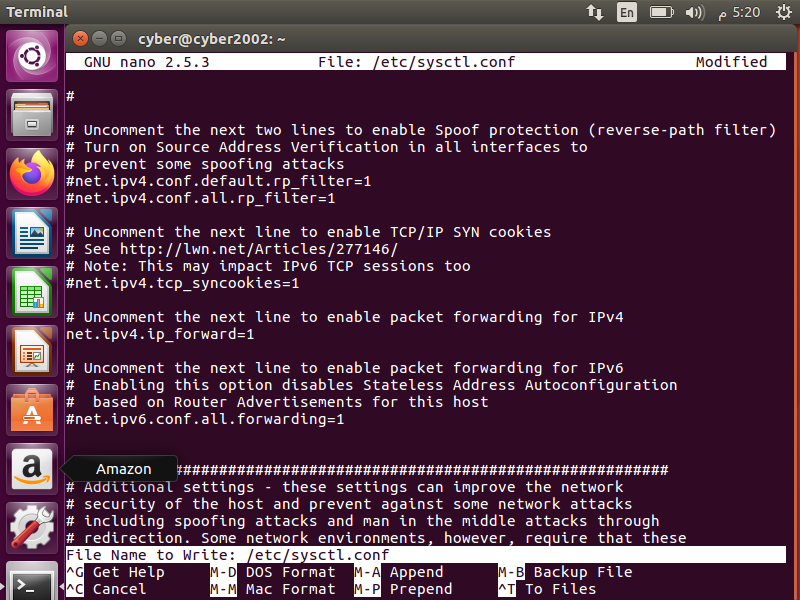 Terminal
En
م 5:20
cyber@cyber2002: ~
GNU nano 2.5.3 File: /etc/sysctl.conf Modified
#
# Uncomment the next two lines to enable Spoof protection (reverse-path filter)
# Turn on Source Address Verification in all interfaces to
# prevent some spoofing attacks
#net.ipv4.conf.default.rp_filter=1
#net.ipv4.conf.all.rp_filter=1
# Uncomment the next line to enable TCP/IP SYN cookies
# See http://lwn.net/Articles/277146/
# Note: This may impact IPv6 TCP sessions too
#net.ipv4.tcp_syncookies=1
# Uncomment the next line to enable packet forwarding for IPv4
net.ipv4.ip_forward=1
# Uncomment the next line to enable packet forwarding for IPv6
#  Enabling this option disables Stateless Address Autoconfiguration
#  based on Router Advertisements for this host
#net.ipv6.conf.all.forwarding=1
Amazon
#######################################################
# Additional settings - these settings can improve the network
# security of the host and prevent against some network attacks
# including spoofing attacks and man in the middle attacks through
# redirection. Some network environments, however, require that these
File Name to Write: /etc/sysctl.conf
^G Get Help M-D DOS Format M-A Append M-B Backup File
^C Cancel M-M Mac Format M-P Prepend ^T To Files